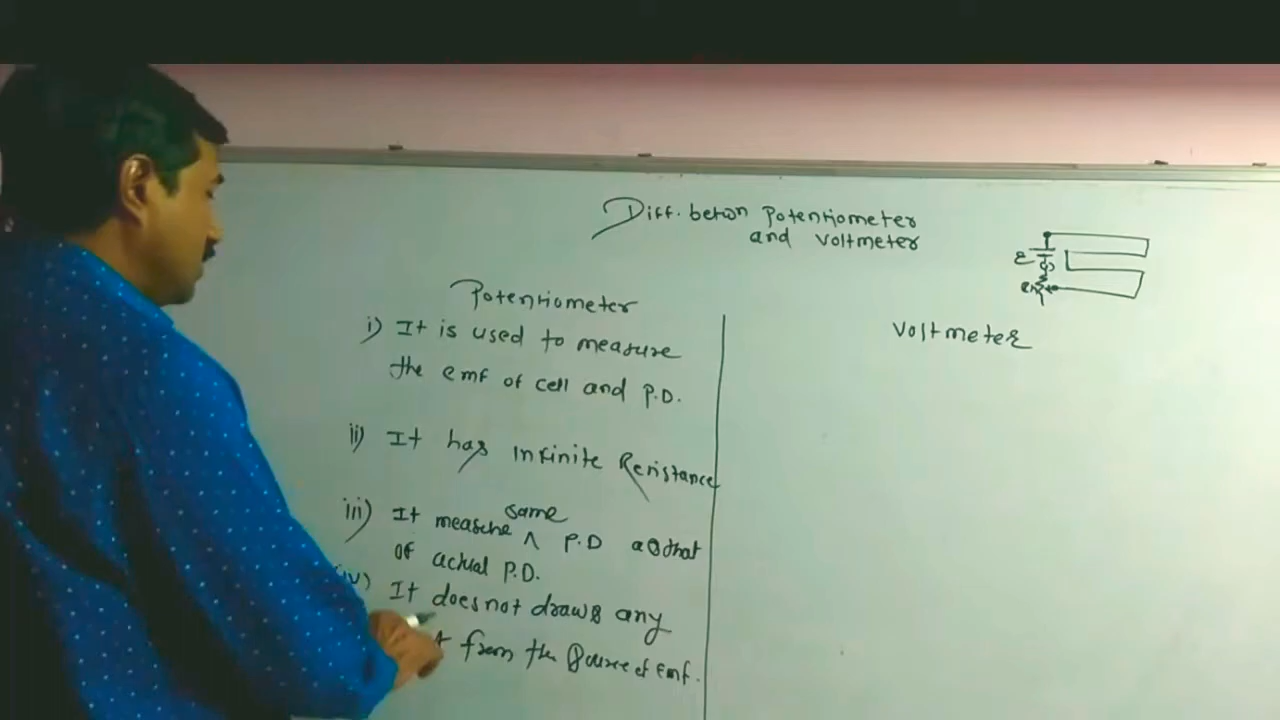 Diff. betwn Potentiometer
and Voltmeter
ε
Potentiometer
i) It is used to measure
the emf of cell and P.D.
ii) It has Infinite Resistance
iii) It measure same P.D as that
of actual P.D.
iv) It does not draws any
from the source of emf.
Voltmeter